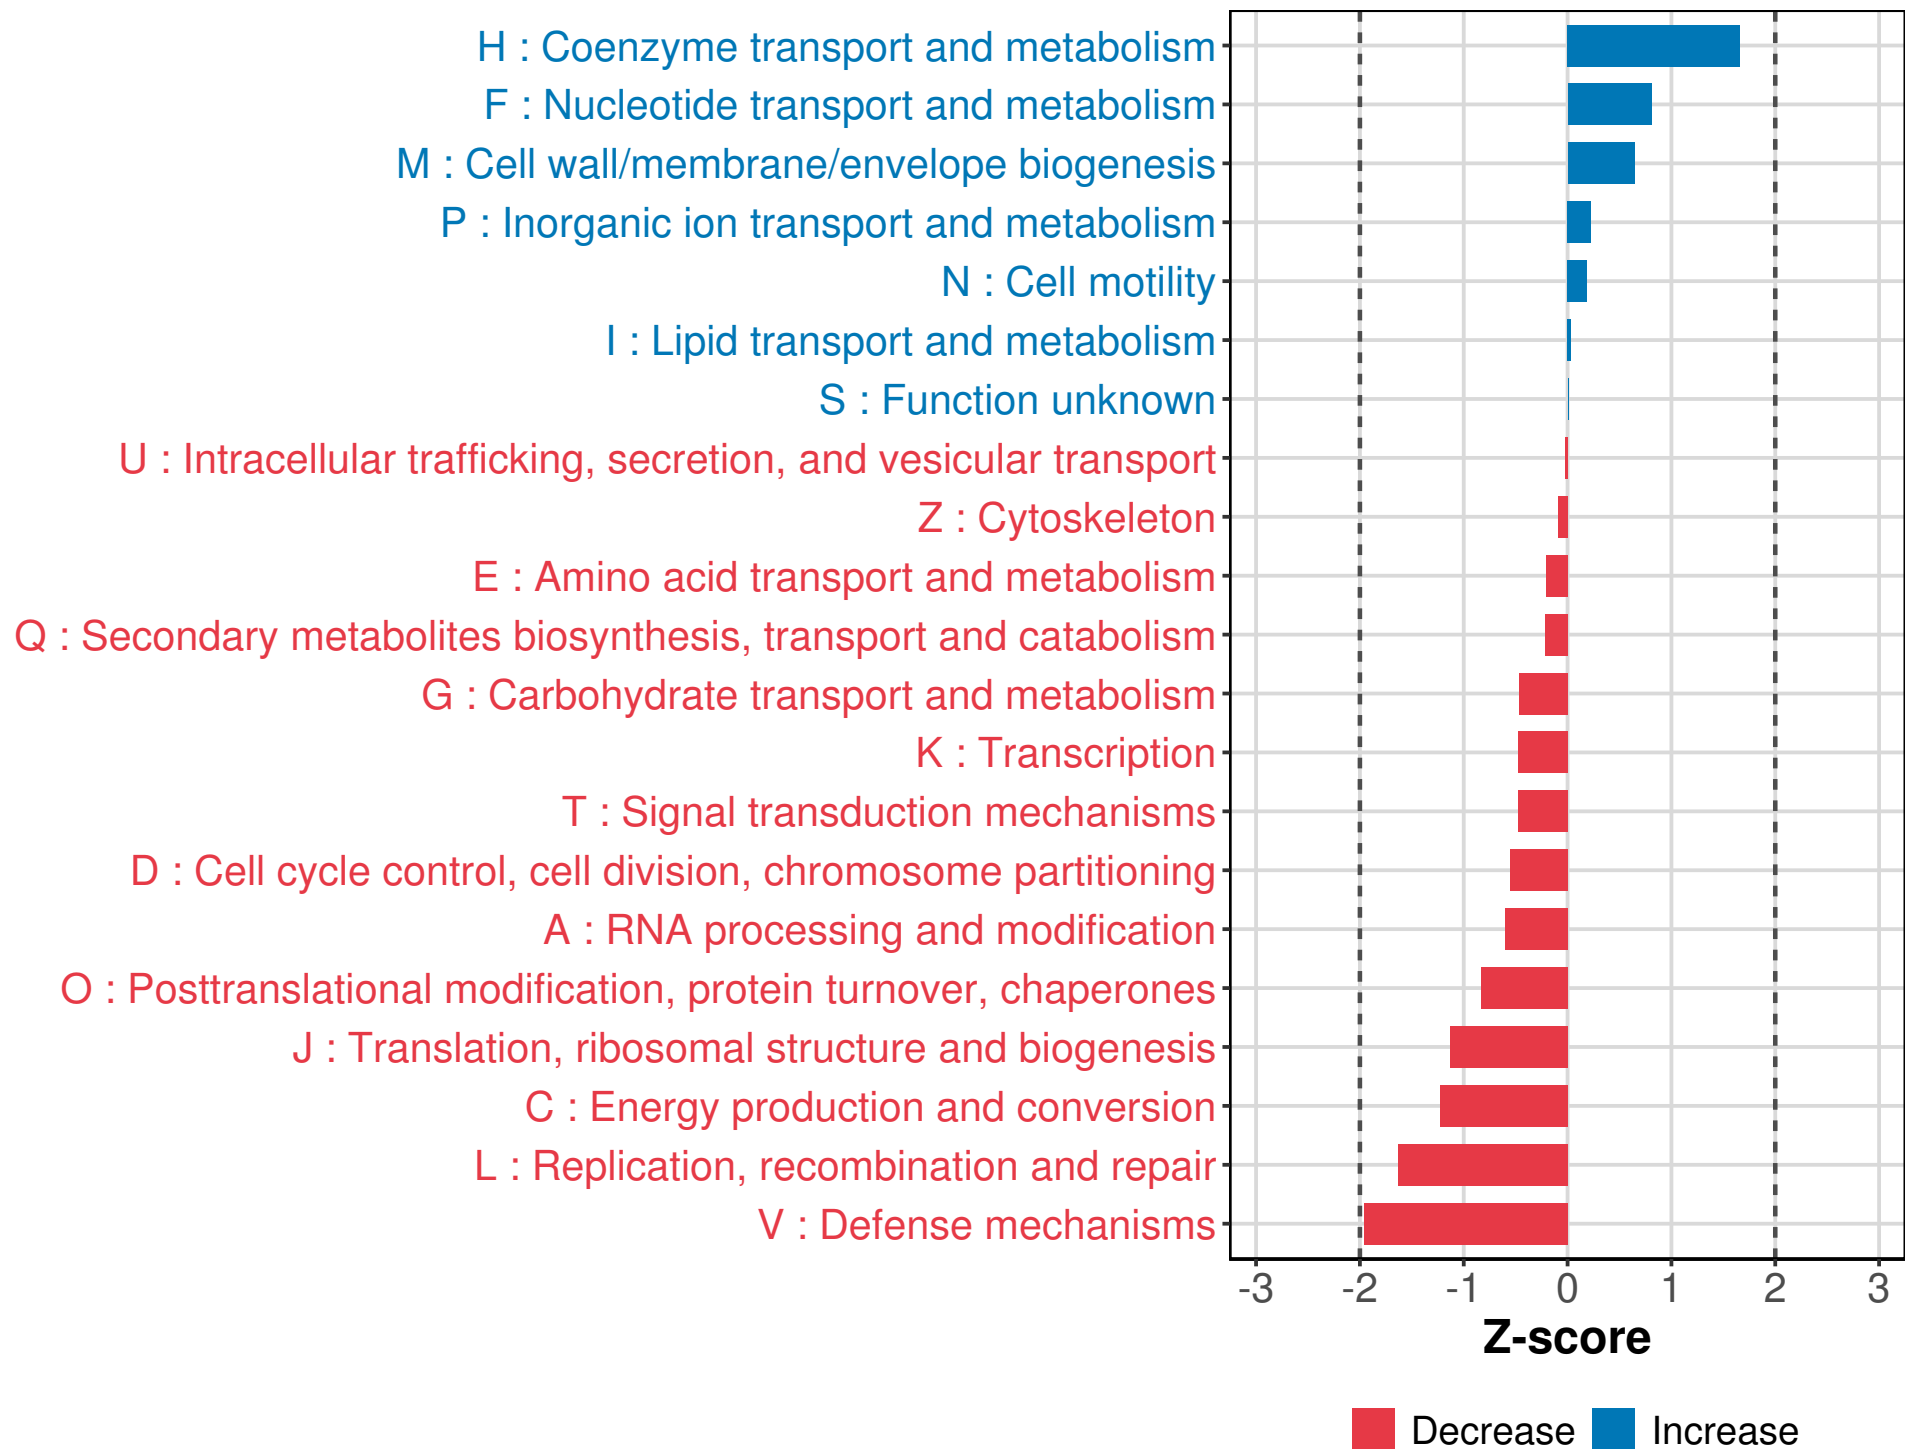 H : Coenzyme transport and metabolism
F : Nucleotide transport and metabolism
M : Cell wall/membrane/envelope biogenesis
P : Inorganic ion transport and metabolism
N : Cell motility
I : Lipid transport and metabolism
S : Function unknown
U : Intracellular trafficking, secretion, and vesicular transport
Z : Cytoskeleton
E : Amino acid transport and metabolism
Q : Secondary metabolites biosynthesis, transport and catabolism
G : Carbohydrate transport and metabolism
K : Transcription
T : Signal transduction mechanisms
D : Cell cycle control, cell division, chromosome partitioning
A : RNA processing and modification
O : Posttranslational modification, protein turnover, chaperones
J : Translation, ribosomal structure and biogenesis
C : Energy production and conversion
L : Replication, recombination and repair
V : Defense mechanisms
-3 -2 -1 0 1 2 3
Z-score
Decrease Increase